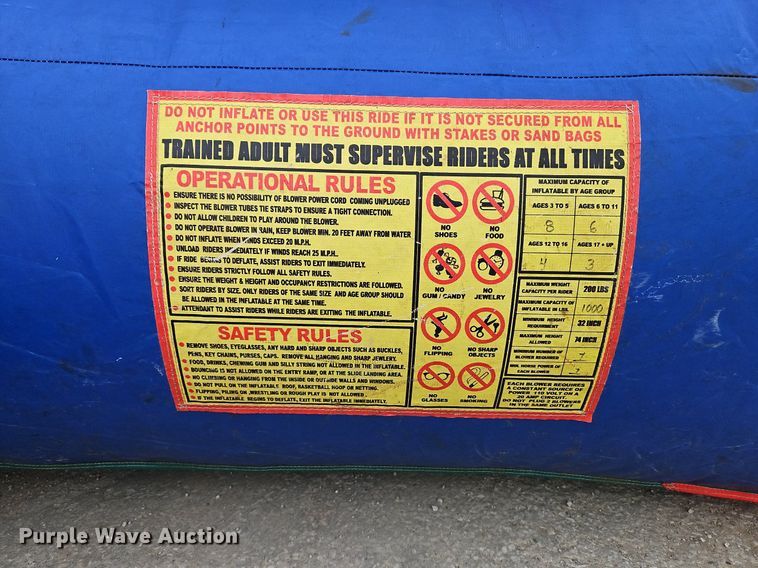 DO NOT INFLATE OR USE THIS RIDE IF IT IS NOT SECURED FROM ALL
ANCHOR POINTS TO THE GROUND WITH STAKES OR SAND BAGS
TRAINED ADULT MUST SUPERVISE RIDERS AT ALL TIMES
OPERATIONAL RULES
ENSURE THERE IS NO POSSIBILITY OF BLOWER POWER CORD COMING UNPLUGGED
INSPECT THE BLOWER TUBES TIE STRAPS TO ENSURE A TIGHT CONNECTION.
DO NOT ALLOW CHILDREN TO PLAY AROUND THE BLOWER.
DO NOT OPERATE BLOWER IN RAIN, KEEP BLOWER MIN. 20 FEET AWAY FROM WATER
DO NOT INFLATE WHEN WINDS EXCEED 20 M.P.H.
UNLOAD RIDERS IMMEDIATELY IF WINDS REACH 25 M.P.H..
IF RIDE BEGINS TO DEFLATE, ASSIST RIDERS TO EXIT IMMEDIATELY.
ENSURE RIDERS STRICTLY FOLLOW ALL SAFETY RULES.
ENSURE THE WEIGHT & HEIGHT AND OCCUPANCY RESTRICTIONS ARE FOLLOWED.
SORT RIDERS BY SIZE. ONLY RIDERS OF THE SAME SIZE AND AGE GROUP SHOULD
BE ALLOWED IN THE INFLATABLE AT THE SAME TIME.
ATTENDANT TO ASSIST RIDERS WHILE RIDERS ARE EXITING THE INFLATABLE.
SAFETY RULES
REMOVE SHOES, EYEGLASSES, ANY HARD AND SHARP OBJECTS SUCH AS BUCKLES,
PENS, KEY CHAINS, PURSES, CAPS. REMOVE ALL HANGING AND SHARP JEWELRY.
FOOD, DRINKS, CHEWING GUM AND SILLY STRING NOT ALLOWED IN THE INFLATABLE.
BOUNCING IS NOT ALLOWED ON THE ENTRY RAMP, OR AT THE SLIDE LANDING AREA.
NO CLIMBING OR HANGING FROM THE INSIDE OR OUTSIDE WALLS AND WINDOWS.
DO NOT PULL ON THE INFLATABLE ROOF, BASKETBALL HOOP OR NETTING.
FLIPPING, PILING ON WRESTLING OR ROUGH PLAY IS NOT ALLOWED.
IS THE INFLATABLE BEGINS TO DEFLATE, EXIT THE INFLATABLE IMMEDIATELY.
NO SHOES
NO FOOD
NO GUM / CANDY
NO JEWELRY
NO FLIPPING
NO SHARP OBJECTS
NO GLASSES
NO SMOKING
MAXIMUM CAPACITY OF
INFLATABLE BY AGE GROUP
AGES 3 TO 5 AGES 6 TO 11
8 6
AGES 12 TO 16 AGES 17 + UP
4 3
MAXIMUM WEIGHT
CAPACITY PER RIDER 200 LBS
MAXIMUM CAPACITY OF
INFLATABLE IN LBS. 1000
MINIMUM HEIGHT
REQUIREMENT 32 INCH
MAXIMUM HEIGHT
ALLOWED 74 INCH
MINIMUM NUMBER OF
BLOWER REQUIRED
MIN. HORSE POWER OF
EACH BLOWER
EACH BLOWER REQUIRES
A CONSTANT SOURCE OF
POWER 110 VOLT ON A
20 AMP CIRCUIT.
DO NOT PLUG 2 BLOWERS
IN THE SAME OUTLET
Purple Wave Auction